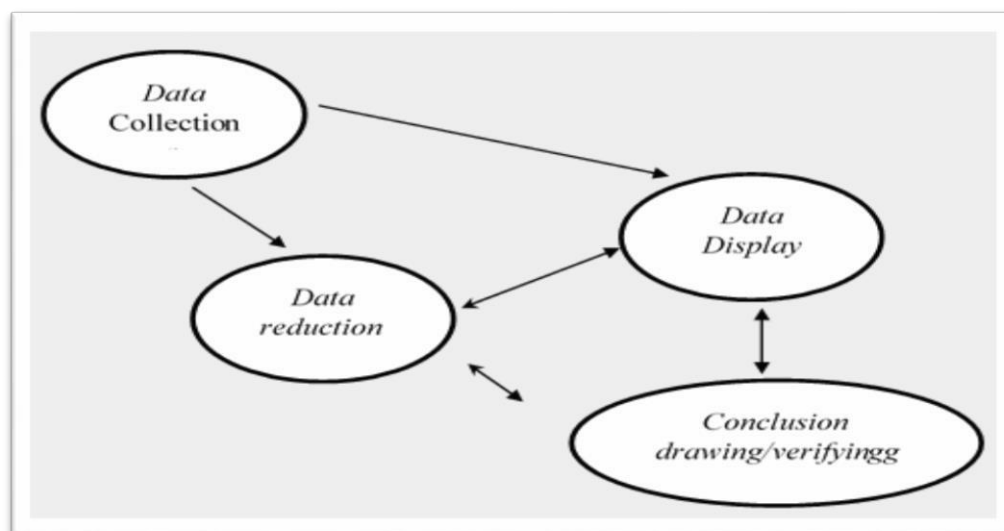 Data
Collection
Data
Display
Data
reduction
Conclusion
drawing/verifyingg